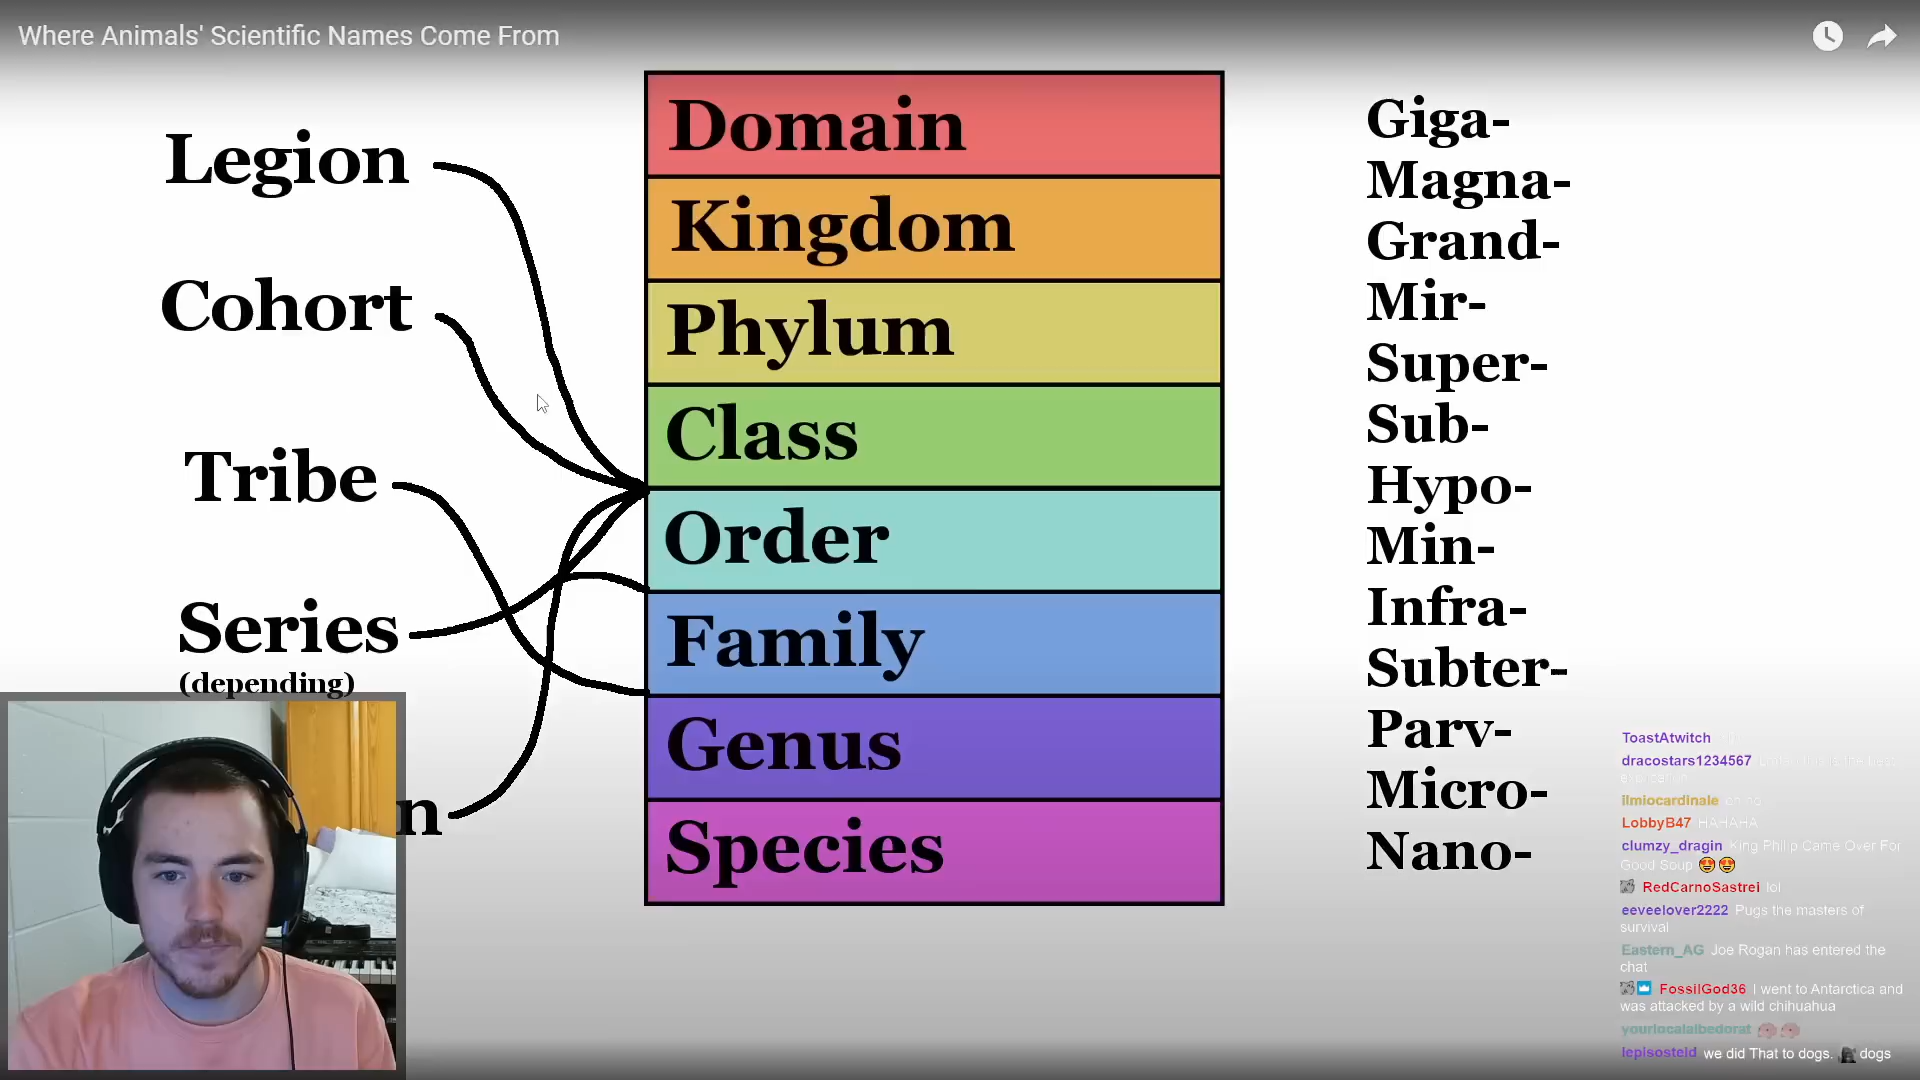 Where Animals' Scientific Names Come From
Legion
Cohort
Tribe
Series
(depending)
n
Domain
Kingdom
Phylum
Class
Order
Family
Genus
Species
Giga-
Magna-
Grand-
Mir-
Super-
Sub-
Hypo-
Min-
Infra-
Subter-
Parv-
Micro-
Nano-
ToastAtwitch
dracostars1234567
ilmiocardinale
LobbyB47 HAHAHA
clumzy_dragin King Philip Came Over For
Good Soup
RedCarnoSastrei lol
eeveelover2222 Pugs the masters of
survival
Eastern_AG Joe Rogan has entered the
chat
FossilGod36 I went to Antarctica and
was attacked by a wild chihuahua
yourlocalalbedorat
leplsosteld we did That to dogs. dogs